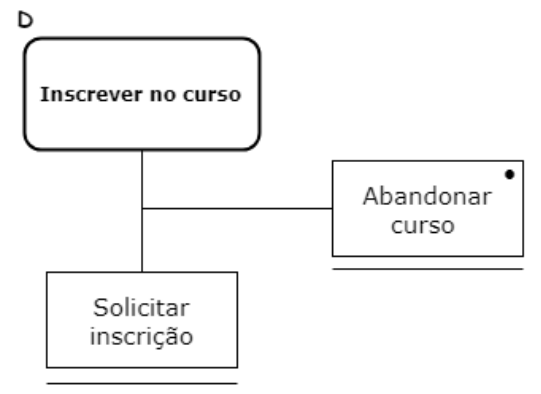 D
Inscrever no curso
Abandonar
curso
Solicitar
inscrição